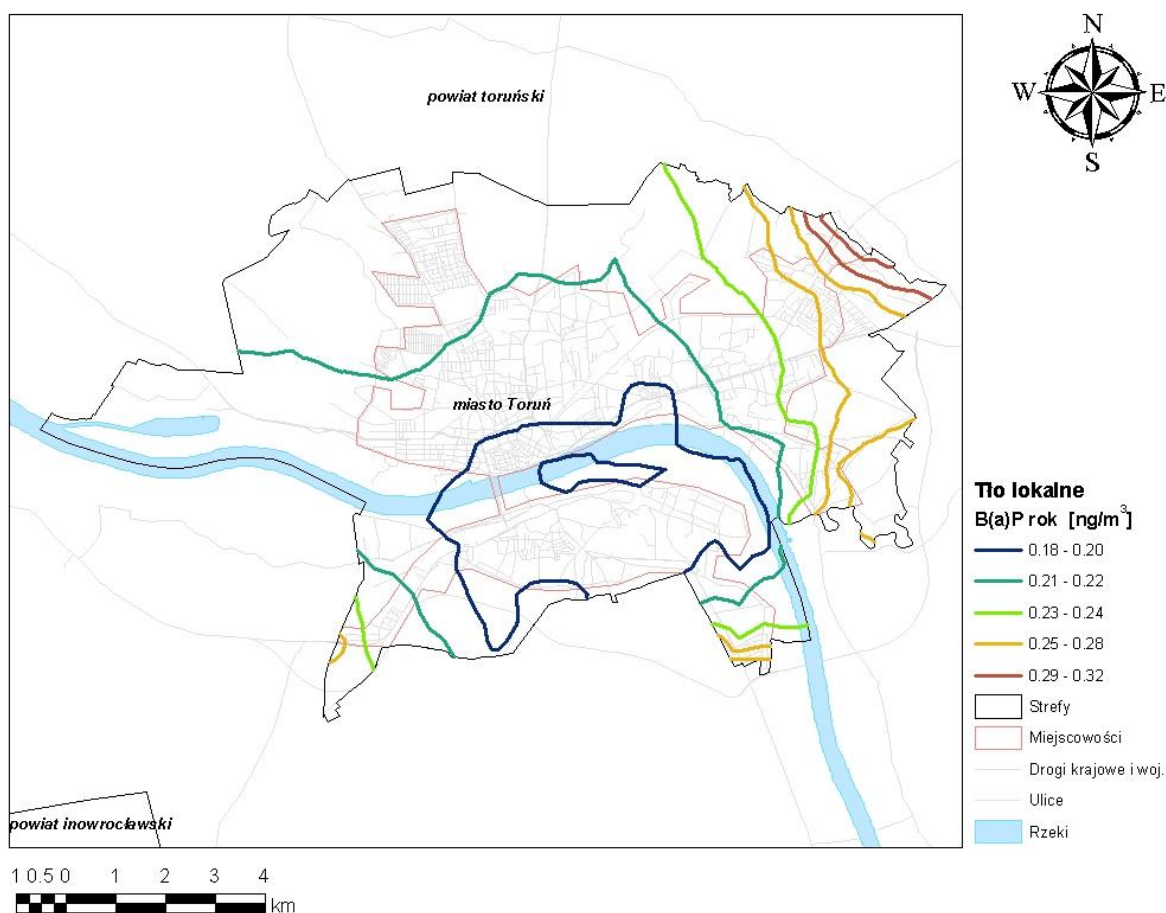 N
W
E
S
powiat toruński
miasto Toruń
powiat inowrocławski
Tło lokalne
B(a)P rok [ng/m³]
0.18 - 0.20
0.21 - 0.22
0.23 - 0.24
0.25 - 0.28
0.29 - 0.32
Strefy
Miejscowości
Drogi krajowe i woj.
Ulice
Rzeki
1 0.5 0 1 2 3 4
km